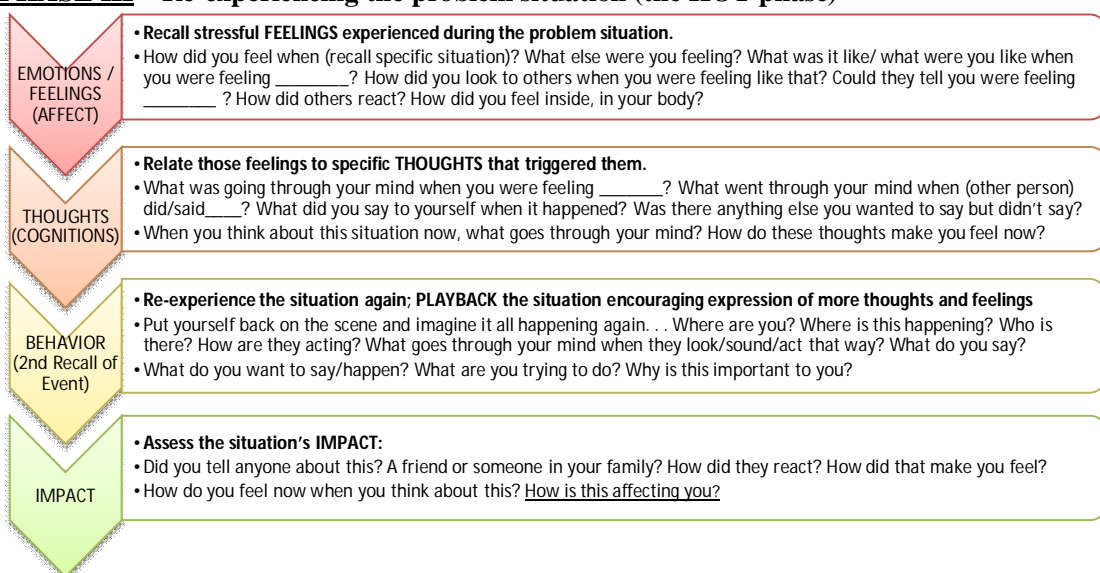 PHASE III – Re-experiencing the problem situation (the HOT phase)
EMOTIONS /
FEELINGS
(AFFECT)
• Recall stressful FEELINGS experienced during the problem situation.
• How did you feel when (recall specific situation)? What else were you feeling? What was it like/ what were you like when
you were feeling ________? How did you look to others when you were feeling like that? Could they tell you were feeling
________ ? How did others react? How did you feel inside, in your body?
THOUGHTS
(COGNITIONS)
• Relate those feelings to specific THOUGHTS that triggered them.
• What was going through your mind when you were feeling _______? What went through your mind when (other person)
did/said____? What did you say to yourself when it happened? Was there anything else you wanted to say but didn't say?
• When you think about this situation now, what goes through your mind? How do these thoughts make you feel now?
BEHAVIOR
(2nd Recall of
Event)
• Re-experience the situation again; PLAYBACK the situation encouraging expression of more thoughts and feelings
• Put yourself back on the scene and imagine it all happening again. . . Where are you? Where is this happening? Who is
there? How are they acting? What goes through your mind when they look/sound/act that way? What do you say?
• What do you want to say/happen? What are you trying to do? Why is this important to you?
IMPACT
• Assess the situation's IMPACT:
• Did you tell anyone about this? A friend or someone in your family? How did they react? How did that make you feel?
• How do you feel now when you think about this? How is this affecting you?